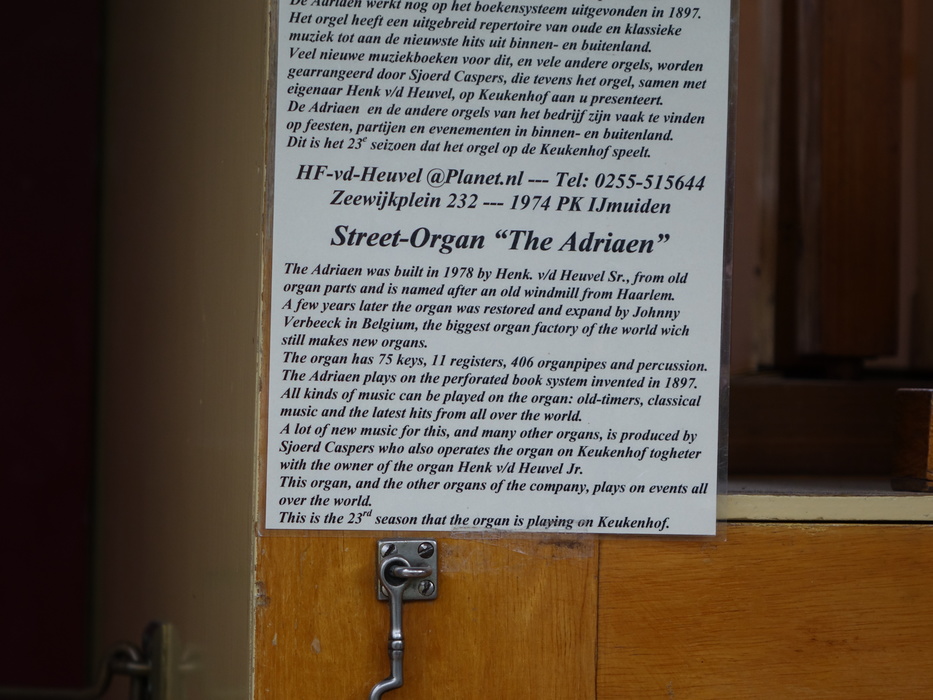 De Adriaen werkt nog op het boekensysteem uitgevonden in 1897.
Het orgel heeft een uitgebreid repertoire van oude en klassieke
muziek tot aan de nieuwste hits uit binnen- en buitenland.
Veel nieuwe muziekboeken voor dit, en vele andere orgels, worden
gearrangeerd door Sjoerd Caspers, die tevens het orgel, samen met
eigenaar Henk v/d Heuvel, op Keukenhof aan u presenteert.
De Adriaen en de andere orgels van het bedrijf zijn vaak te vinden
op feesten, partijen en evenementen in binnen- en buitenland.
Dit is het 23e seizoen dat het orgel op de Keukenhof speelt.
HF-vd-Heuvel @Planet.nl --- Tel: 0255-515644
Zeewijkplein 232 --- 1974 PK IJmuiden
Street-Organ “The Adriaen”
The Adriaen was built in 1978 by Henk. v/d Heuvel Sr., from old
organ parts and is named after an old windmill from Haarlem.
A few years later the organ was restored and expand by Johnny
Verbeeck in Belgium, the biggest organ factory of the world wich
still makes new organs.
The organ has 75 keys, 11 registers, 406 organpipes and percussion.
The Adriaen plays on the perforated book system invented in 1897.
All kinds of music can be played on the organ: old-timers, classical
music and the latest hits from all over the world.
A lot of new music for this, and many other organs, is produced by
Sjoerd Caspers who also operates the organ on Keukenhof togheter
with the owner of the organ Henk v/d Heuvel Jr.
This organ, and the other organs of the company, plays on events all
over the world.
This is the 23rd season that the organ is playing on Keukenhof.